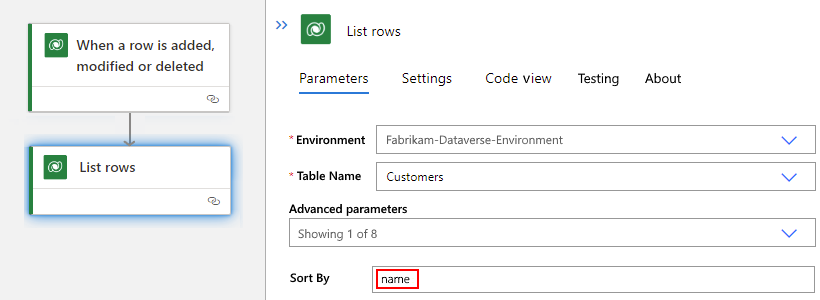 When a row is added,
modified or deleted
List rows
List rows
Parameters Settings Code view Testing About
* Environment Fabrikam-Dataverse-Environment
* Table Name Customers
Advanced parameters
Showing 1 of 8
Sort By name